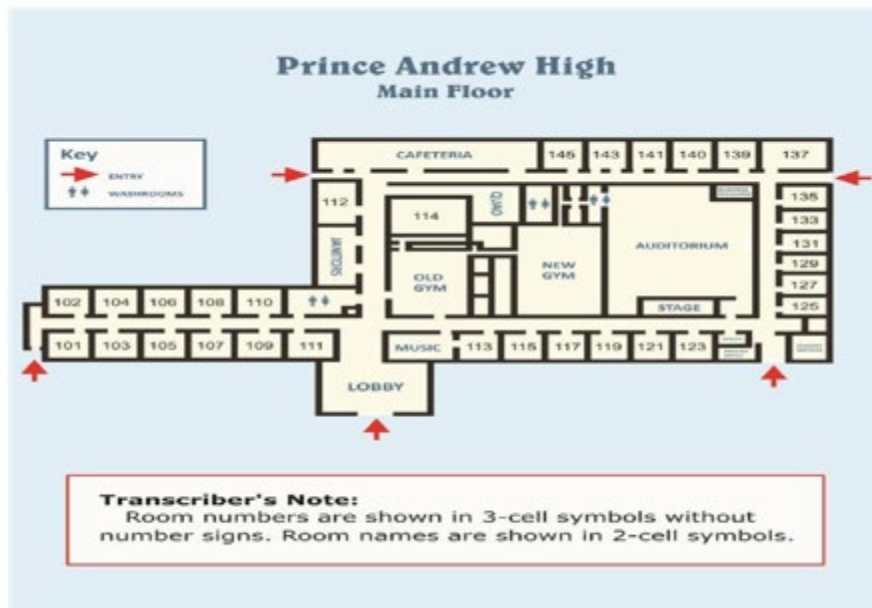 Prince Andrew High
Main Floor
Key
ENTRY
WASHROOMS
CAFETERIA
145
143
141
140
139
137
112
114
QUAD
135
133
131
129
127
125
JANITORS
OLD GYM
NEW GYM
AUDITORIUM
STAGE
102
104
106
108
110
101
103
105
107
109
111
MUSIC
113
115
117
119
121
123
LOBBY
Transcriber's Note:
Room numbers are shown in 3-cell symbols without
number signs. Room names are shown in 2-cell symbols.